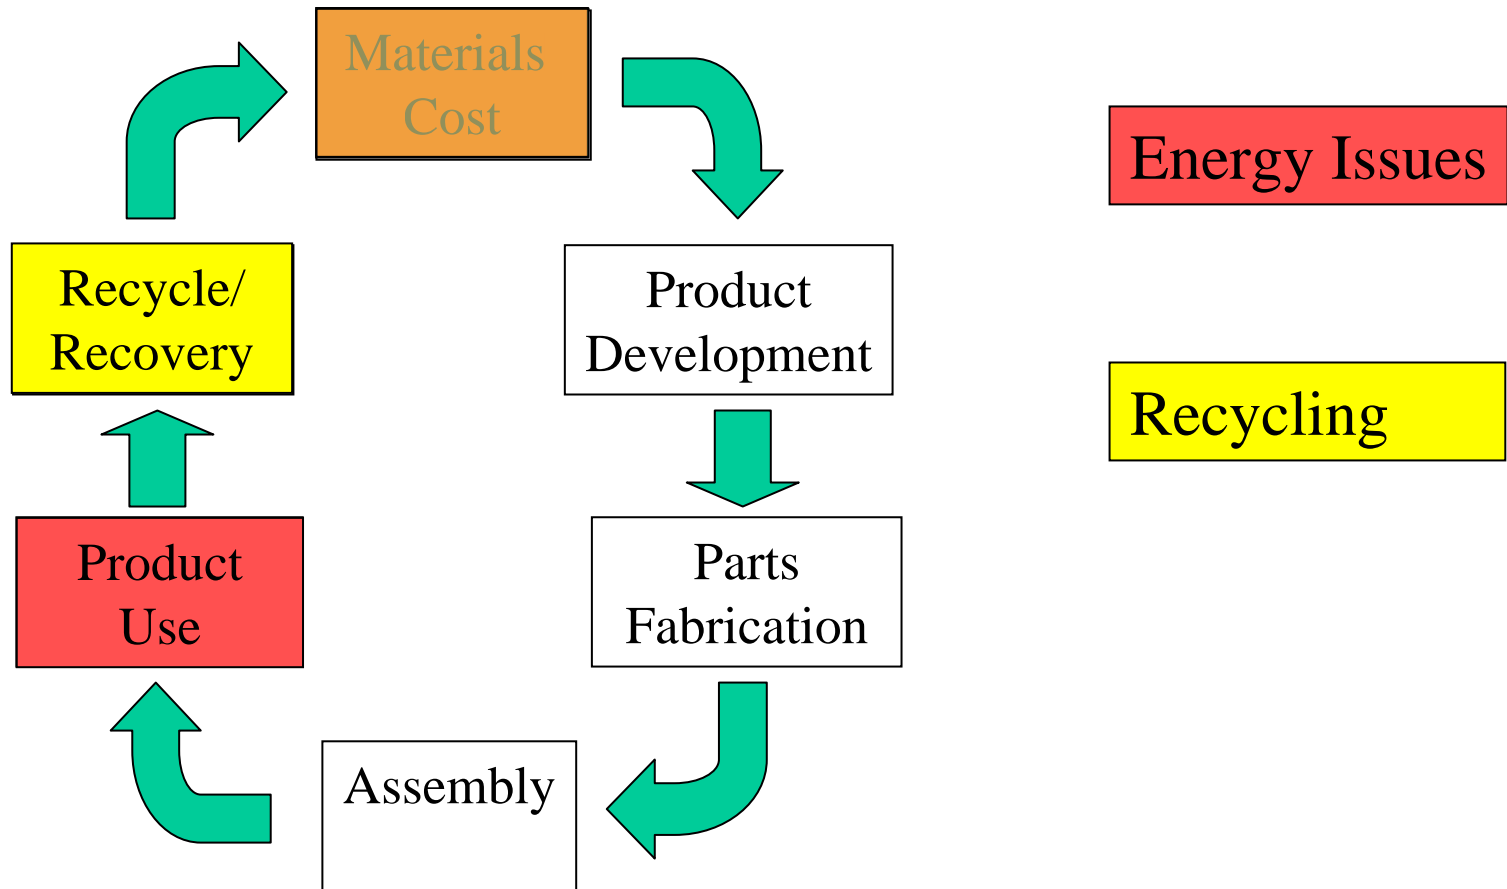 Materials
Cost
Energy Issues
Recycle/
Recovery
Product
Development
Recycling
Product
Use
Parts
Fabrication
Assembly